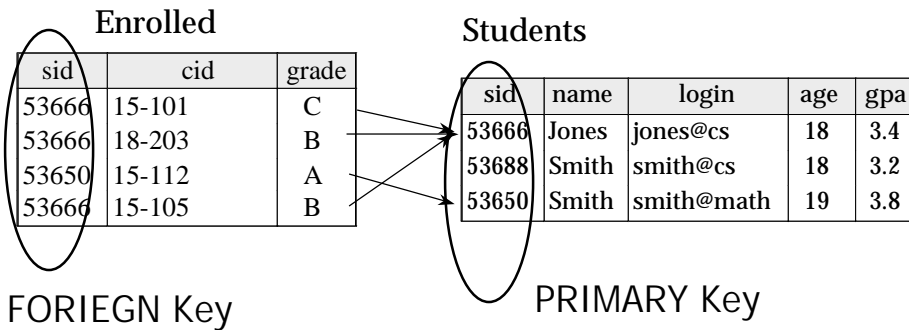 Enrolled
sid cid grade
53666 15-101 C
53666 18-203 B
53650 15-112 A
53666 15-105 B
FORIEGN Key
Students
sid name login age gpa
53666 Jones jones@cs 18 3.4
53688 Smith smith@cs 18 3.2
53650 Smith smith@math 19 3.8
PRIMARY Key